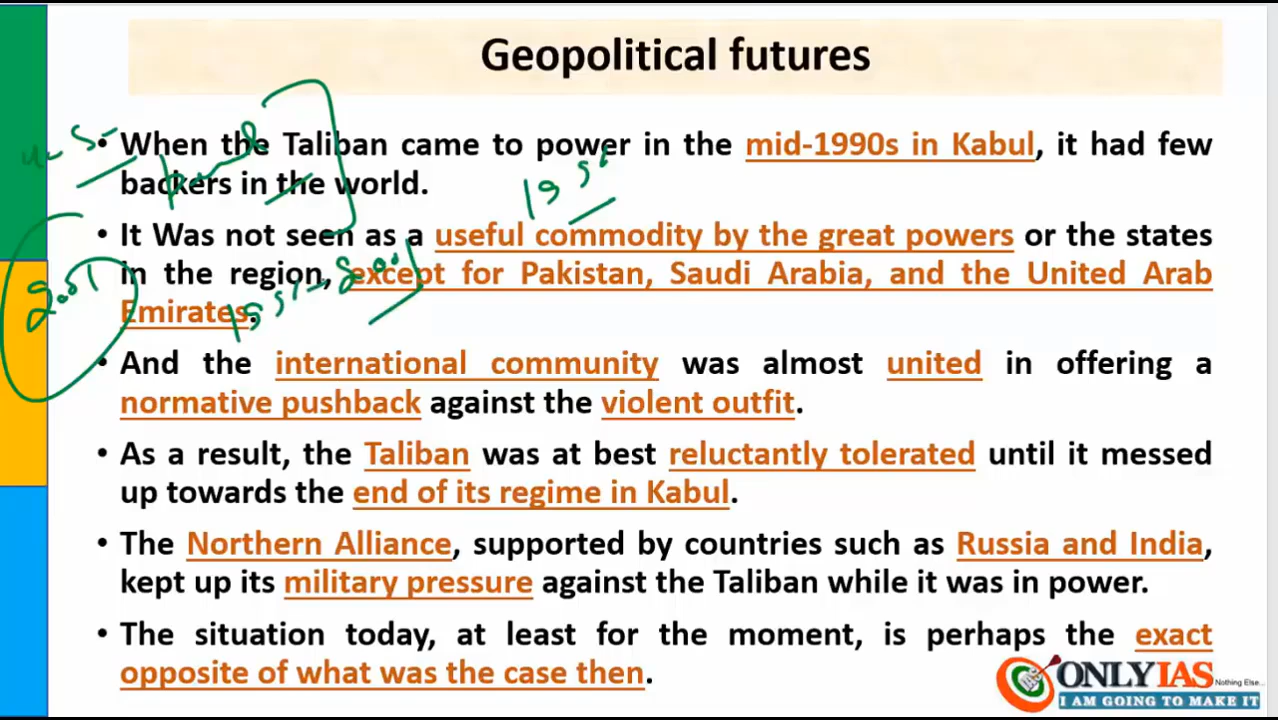 Geopolitical futures
• When the Taliban came to power in the mid-1990s in Kabul, it had few
backers in the world.
• It Was not seen as a useful commodity by the great powers or the states
in the region, except for Pakistan, Saudi Arabia, and the United Arab
Emirates.
• And the international community was almost united in offering a
normative pushback against the violent outfit.
• As a result, the Taliban was at best reluctantly tolerated until it messed
up towards the end of its regime in Kabul.
• The Northern Alliance, supported by countries such as Russia and India,
kept up its military pressure against the Taliban while it was in power.
• The situation today, at least for the moment, is perhaps the exact
opposite of what was the case then.
ONLYIAS Nothing Else...
I AM GOING TO MAKE IT